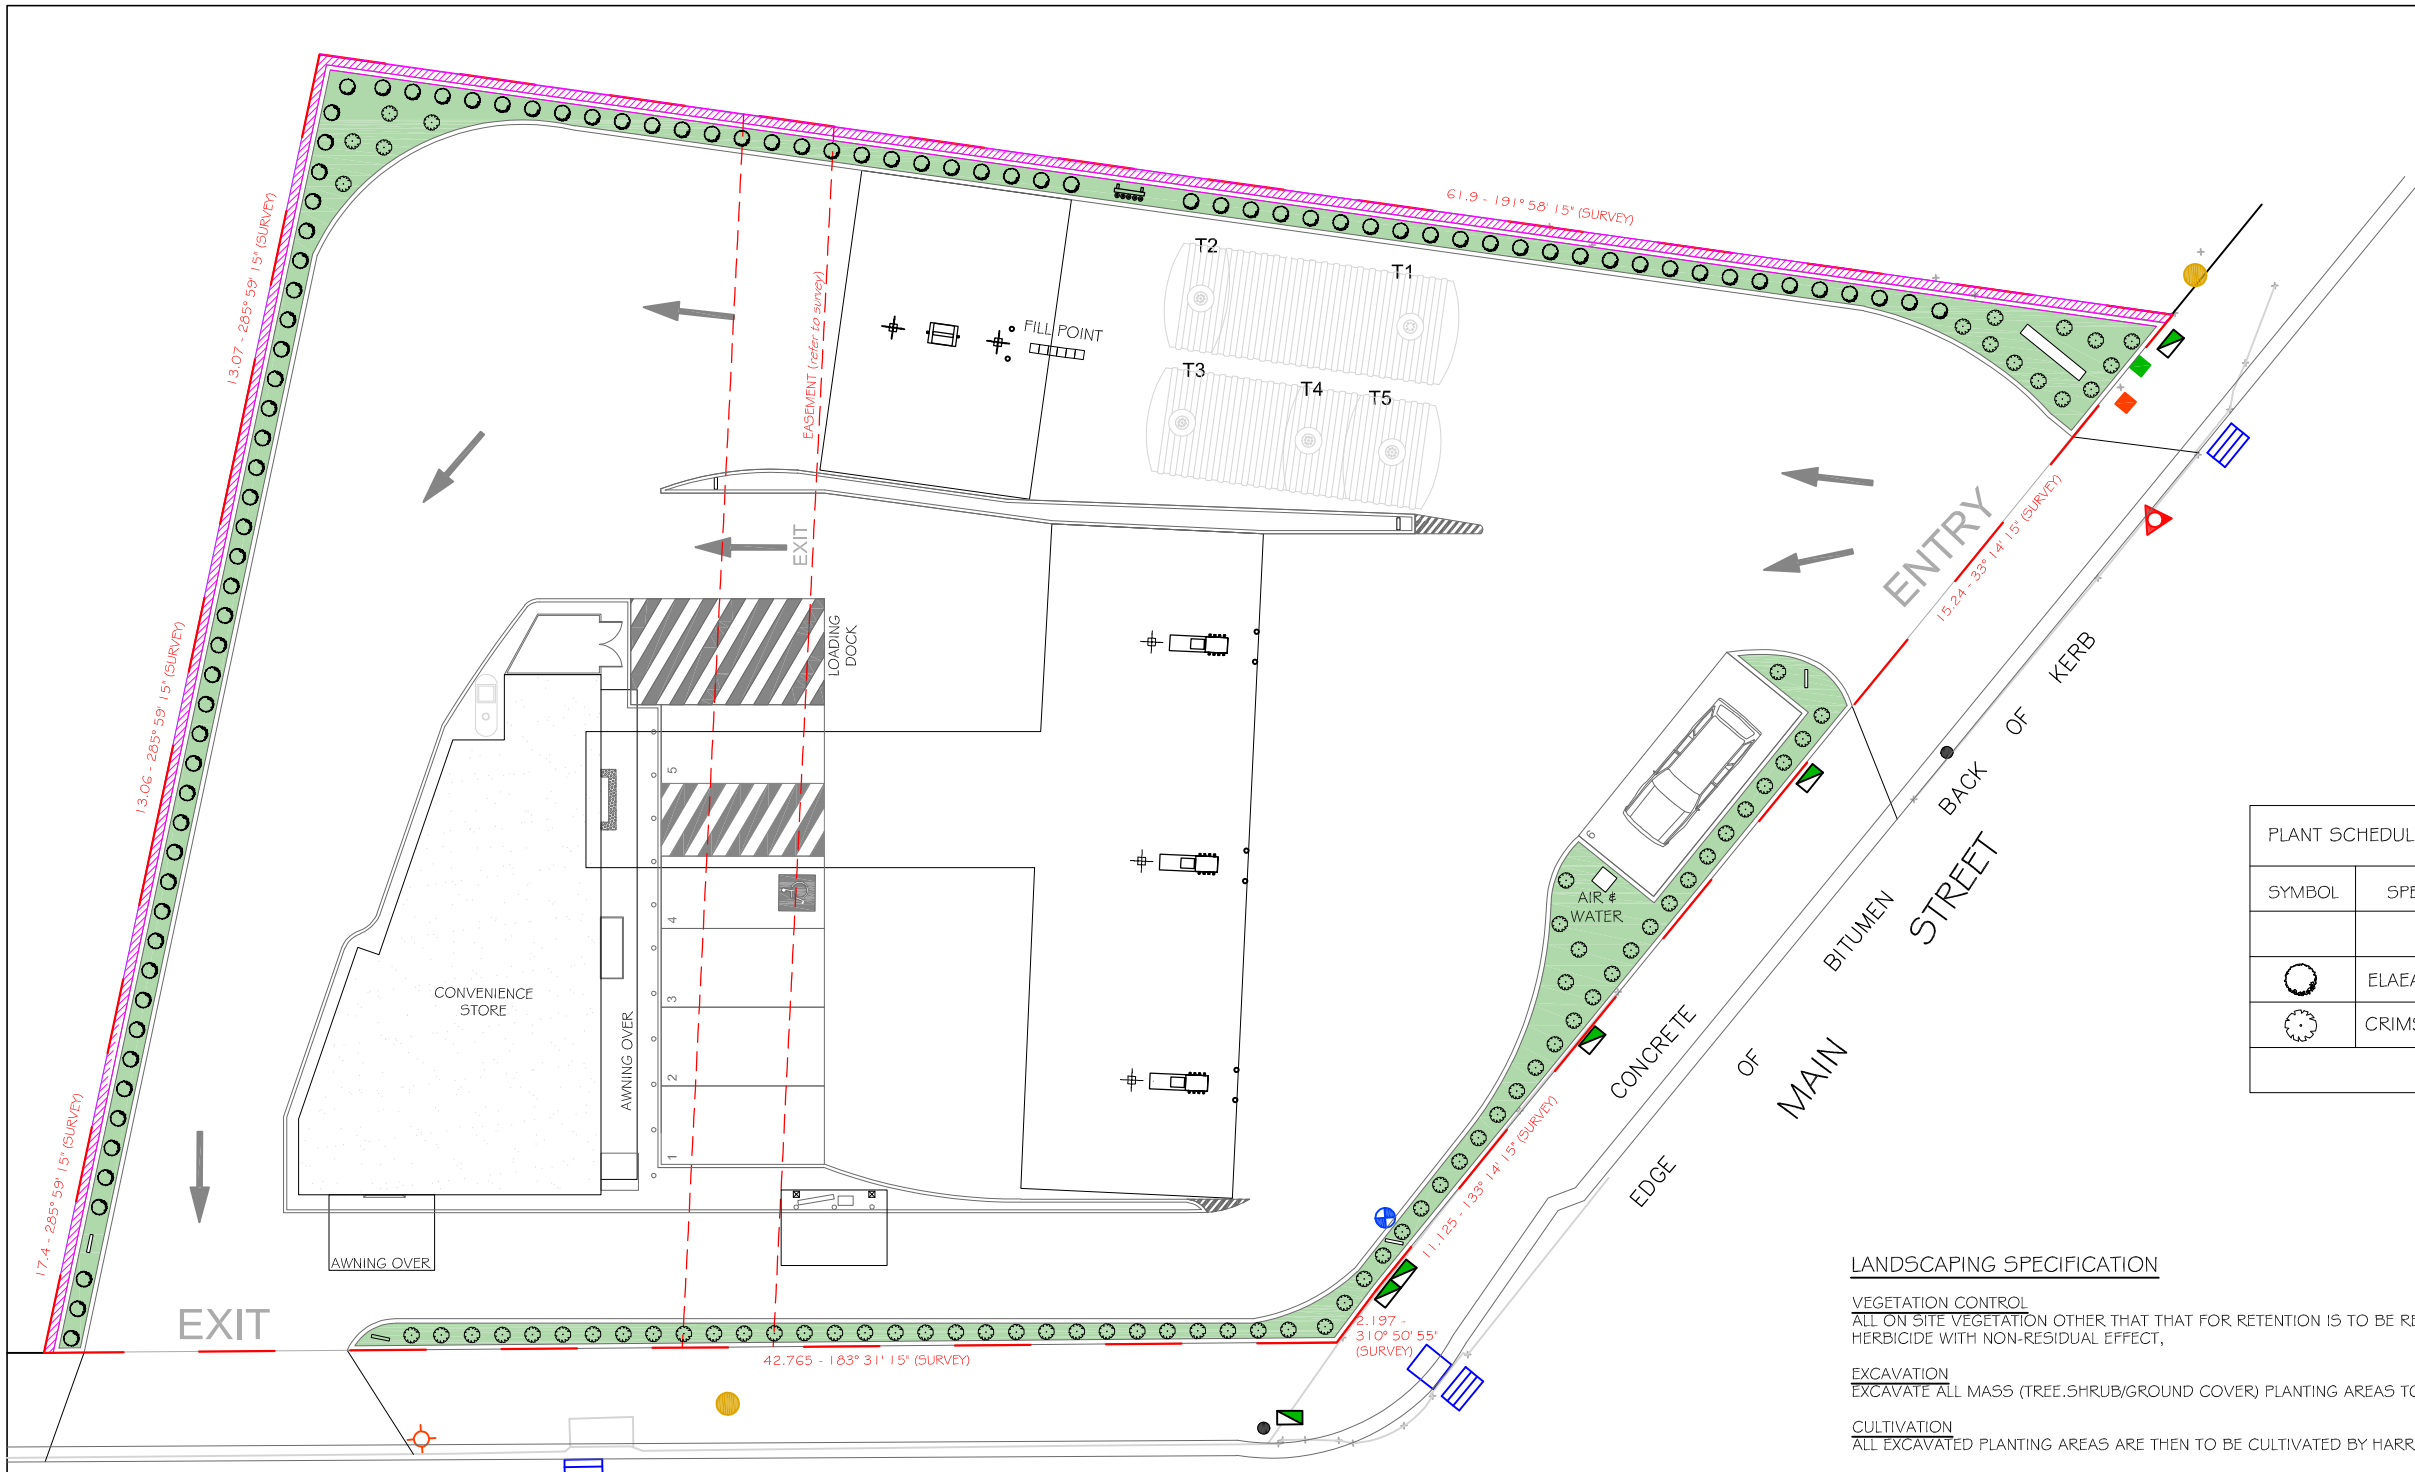 61.9 - 191° 58' 15" (SURVEY)
13.07 - 285° 59' 15" (SURVEY)
T2
T1
FILL POINT
EASEMENT (refer to survey)
T3
T4
T5
ENTRY
15.24 - 33° 14' 15" (SURVEY)
EXIT
LOADING
DOCK
13.06 - 285° 59' 15" (SURVEY)
KERB
OF
BACK
5
6
AIR &
WATER
BITUMEN
STREET
4
PLANT SCHEDUL
SYMBOL
SPE
ELAEA
CRIMS
CONVENIENCE
STORE
3
AWNING OVER
2
1
CONCRETE
OF
MAIN
EDGE
17.4 - 285° 59' 15" (SURVEY)
11.125 - 133° 14' 15" (SURVEY)
AWNING OVER
EXIT
2.197 -
310° 50' 55"
(SURVEY)
42.765 - 183° 31' 15" (SURVEY)
LANDSCAPING SPECIFICATION
VEGETATION CONTROL
ALL ON SITE VEGETATION OTHER THAT THAT FOR RETENTION IS TO BE RE
HERBICIDE WITH NON-RESIDUAL EFFECT,
EXCAVATION
EXCAVATE ALL MASS (TREE.SHRUB/GROUND COVER) PLANTING AREAS TO
CULTIVATION
ALL EXCAVATED PLANTING AREAS ARE THEN TO BE CULTIVATED BY HARR